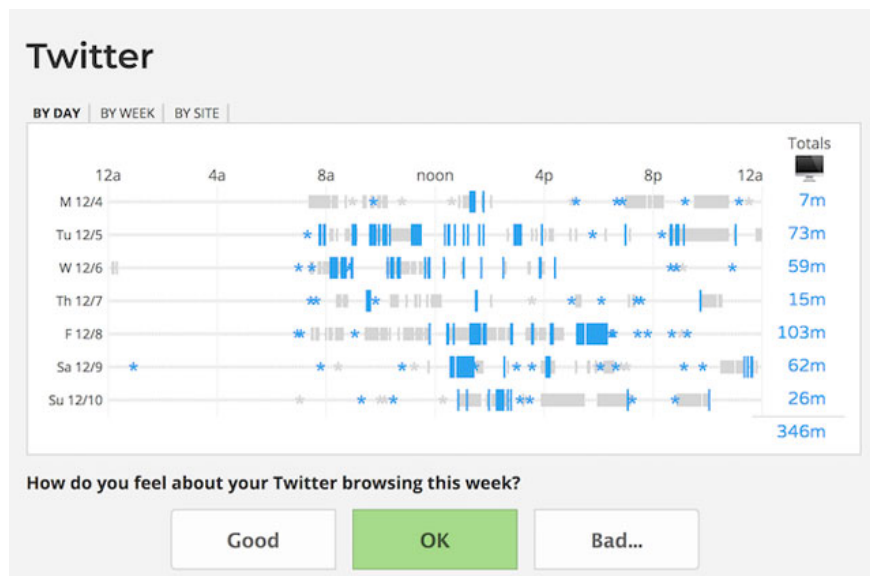 Twitter
BY DAY BY WEEK BY SITE
Totals
12a 4a 8a noon 4p 8p 12a
M 12/4 7m
Tu 12/5 73m
W 12/6 59m
Th 12/7 15m
F 12/8 103m
Sa 12/9 62m
Su 12/10 26m
346m
How do you feel about your Twitter browsing this week?
Good OK Bad...